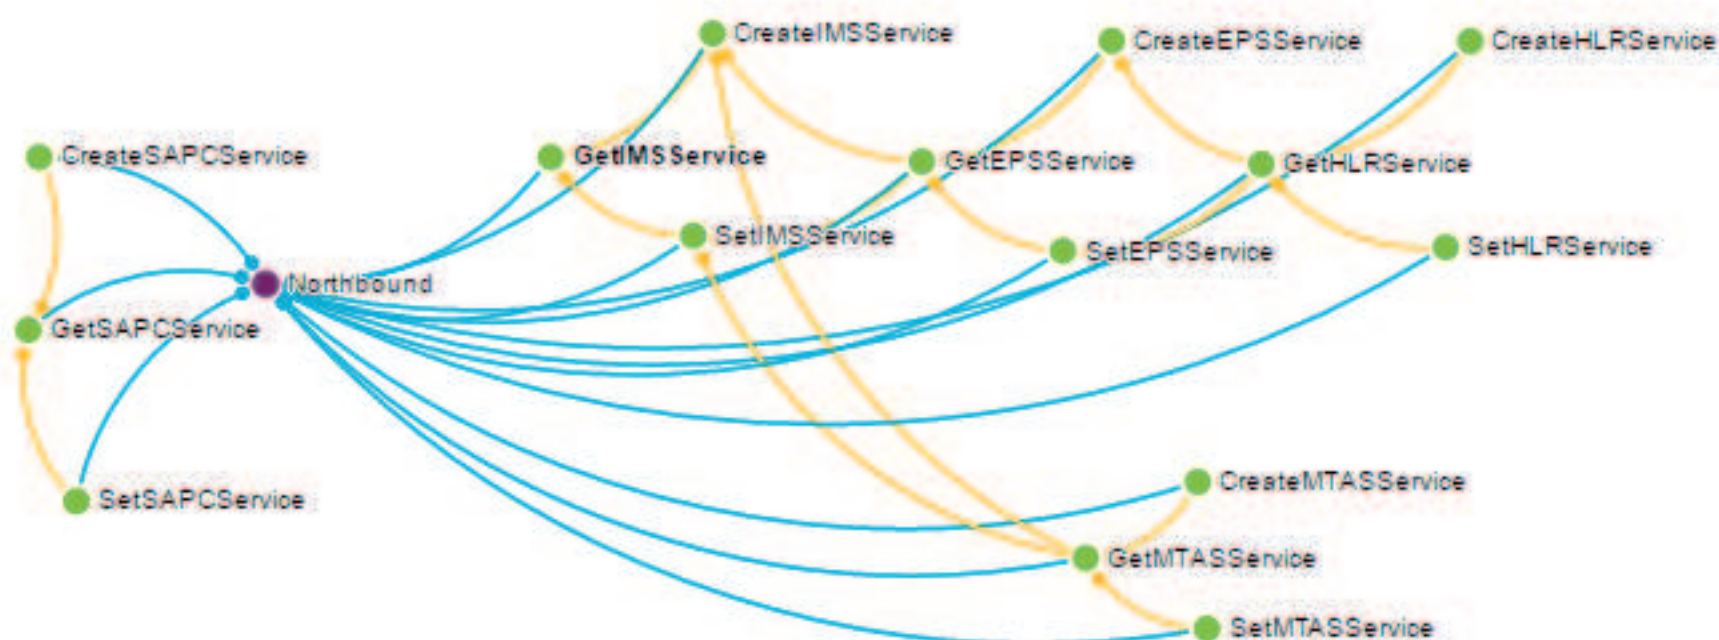 CreateIMSService
CreateEPSService
CreateHLRService
CreateSAPCService
GetIMSService
GetEPSService
GetHLRService
SetIMSService
SetEPSService
SetHLRService
Northbound
GetSAPCService
SetSAPCService
CreateMTASService
GetMTASService
SetMTASService